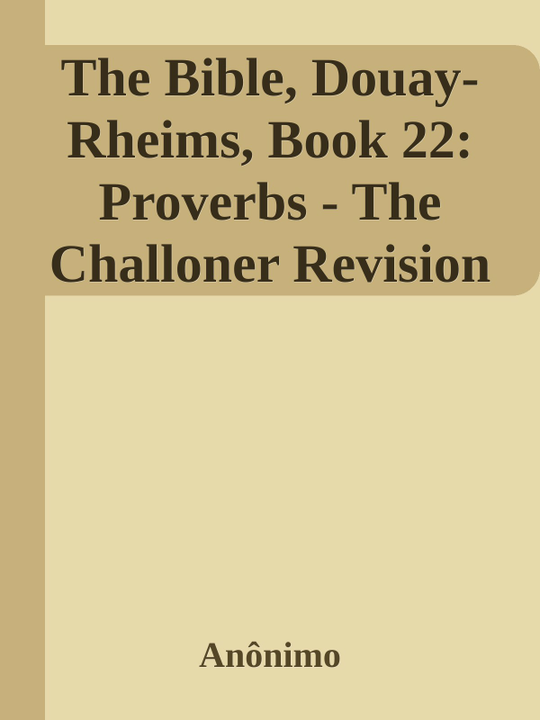 The Bible, Douay-
Rheims, Book 22:
Proverbs - The
Challoner Revision
Anônimo